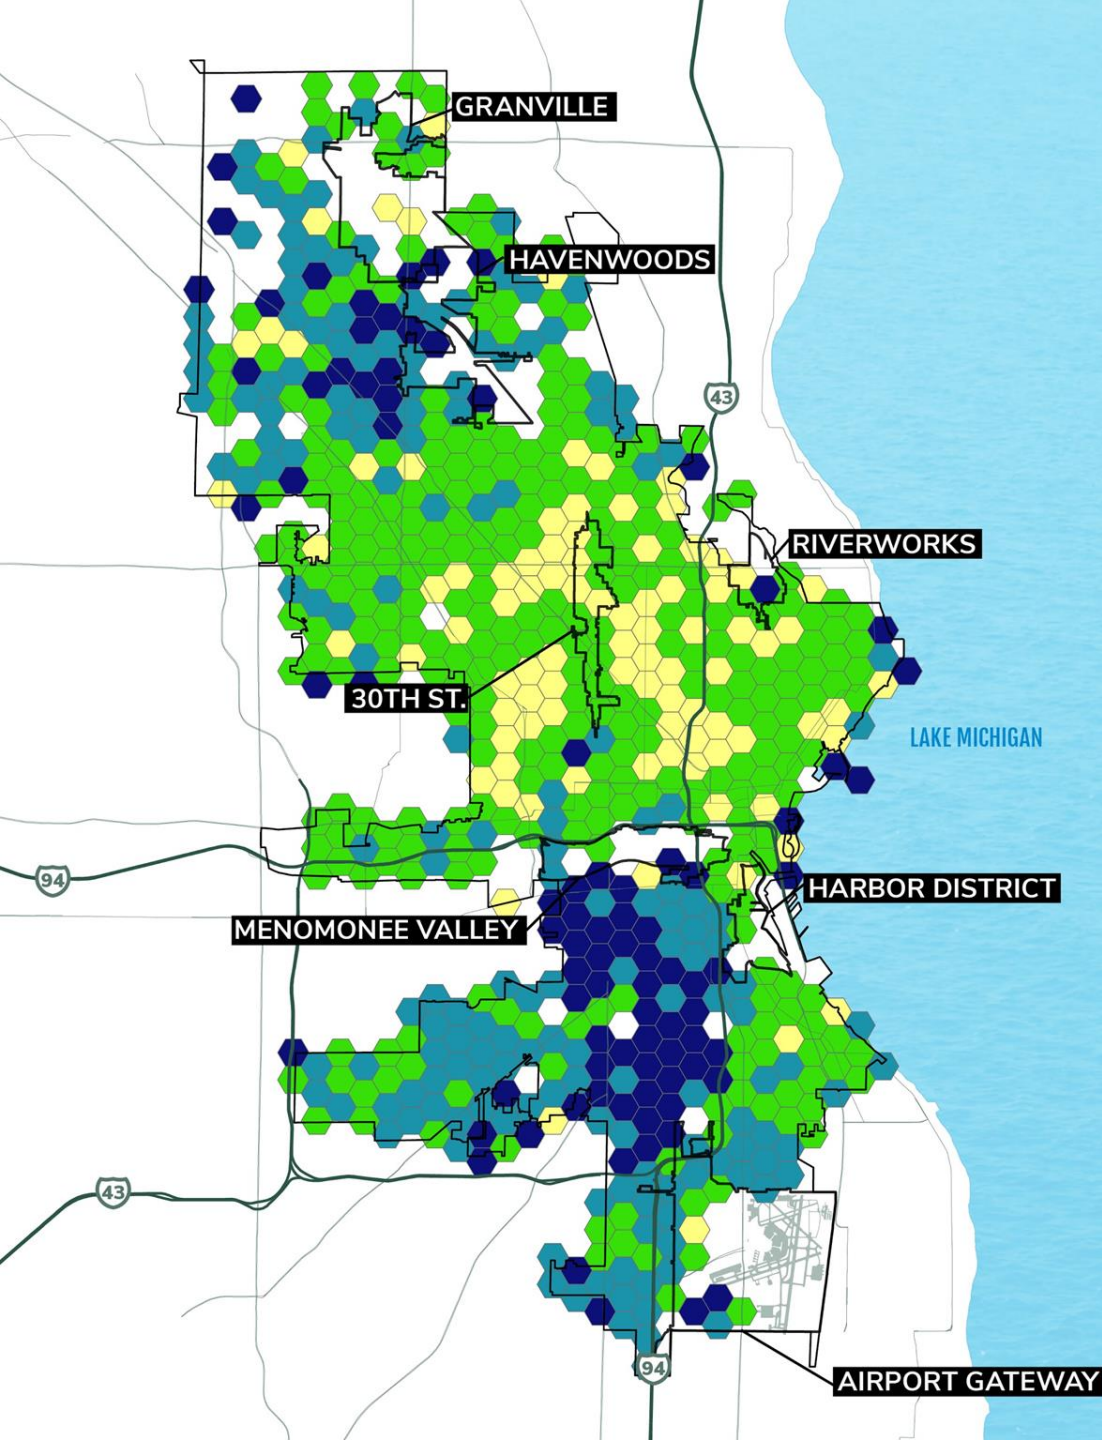 GRANVILLE
HAVENWOODS
43
RIVERWORKS
30TH ST.
LAKE MICHIGAN
94
HARBOR DISTRICT
MENOMONEE VALLEY
43
94
AIRPORT GATEWAY